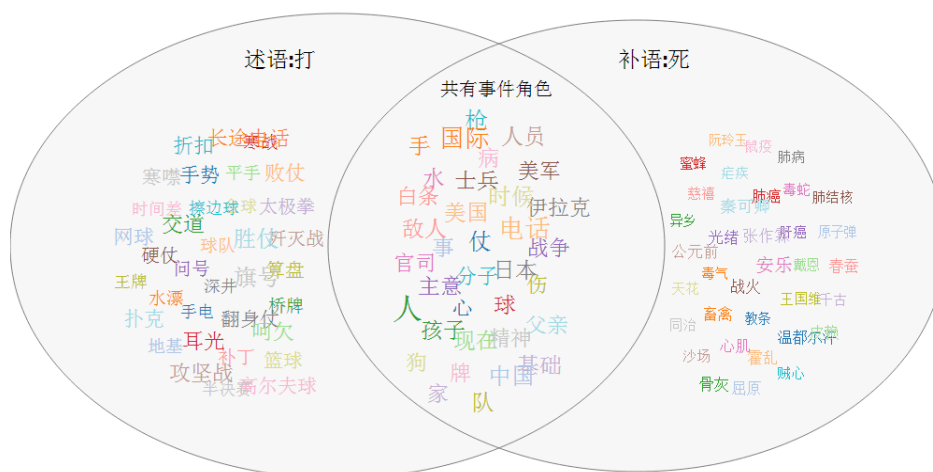 述语:打
补语:死
共有事件角色
长途电话
寒战
折扣
寒噤
手势
平手
败仗
时间差
擦边球
太极拳
交道
网球
球队
胜仗
歼灭战
硬仗
问号
旗号
算盘
王牌
深井
水漂
手电
桥牌
扑克
翻身仗
呵欠
地基
耳光
补丁
篮球
攻坚战
半决赛
高尔夫球
枪
手
国际
人员
病
水
士兵
美军
白条
时候
美国
伊拉克
敌人
电话
事
仗
战争
官司
分子
日本
主意
伤
人
心
球
孩子
父亲
现在
精神
狗
牌
中国
基础
家
队
阮玲玉
鼠疫
肺病
蜜蜂
疟疾
慈禧
肺癌
毒蛇
肺结核
秦可卿
异乡
光绪
张作霖
肝癌
原子弹
公元前
安乐
戴恩
春蚕
毒气
天花
战火
王国维
千古
畜禽
同治
教条
温都尔汗
心肌
沙场
霍乱
贼心
骨灰
屈原